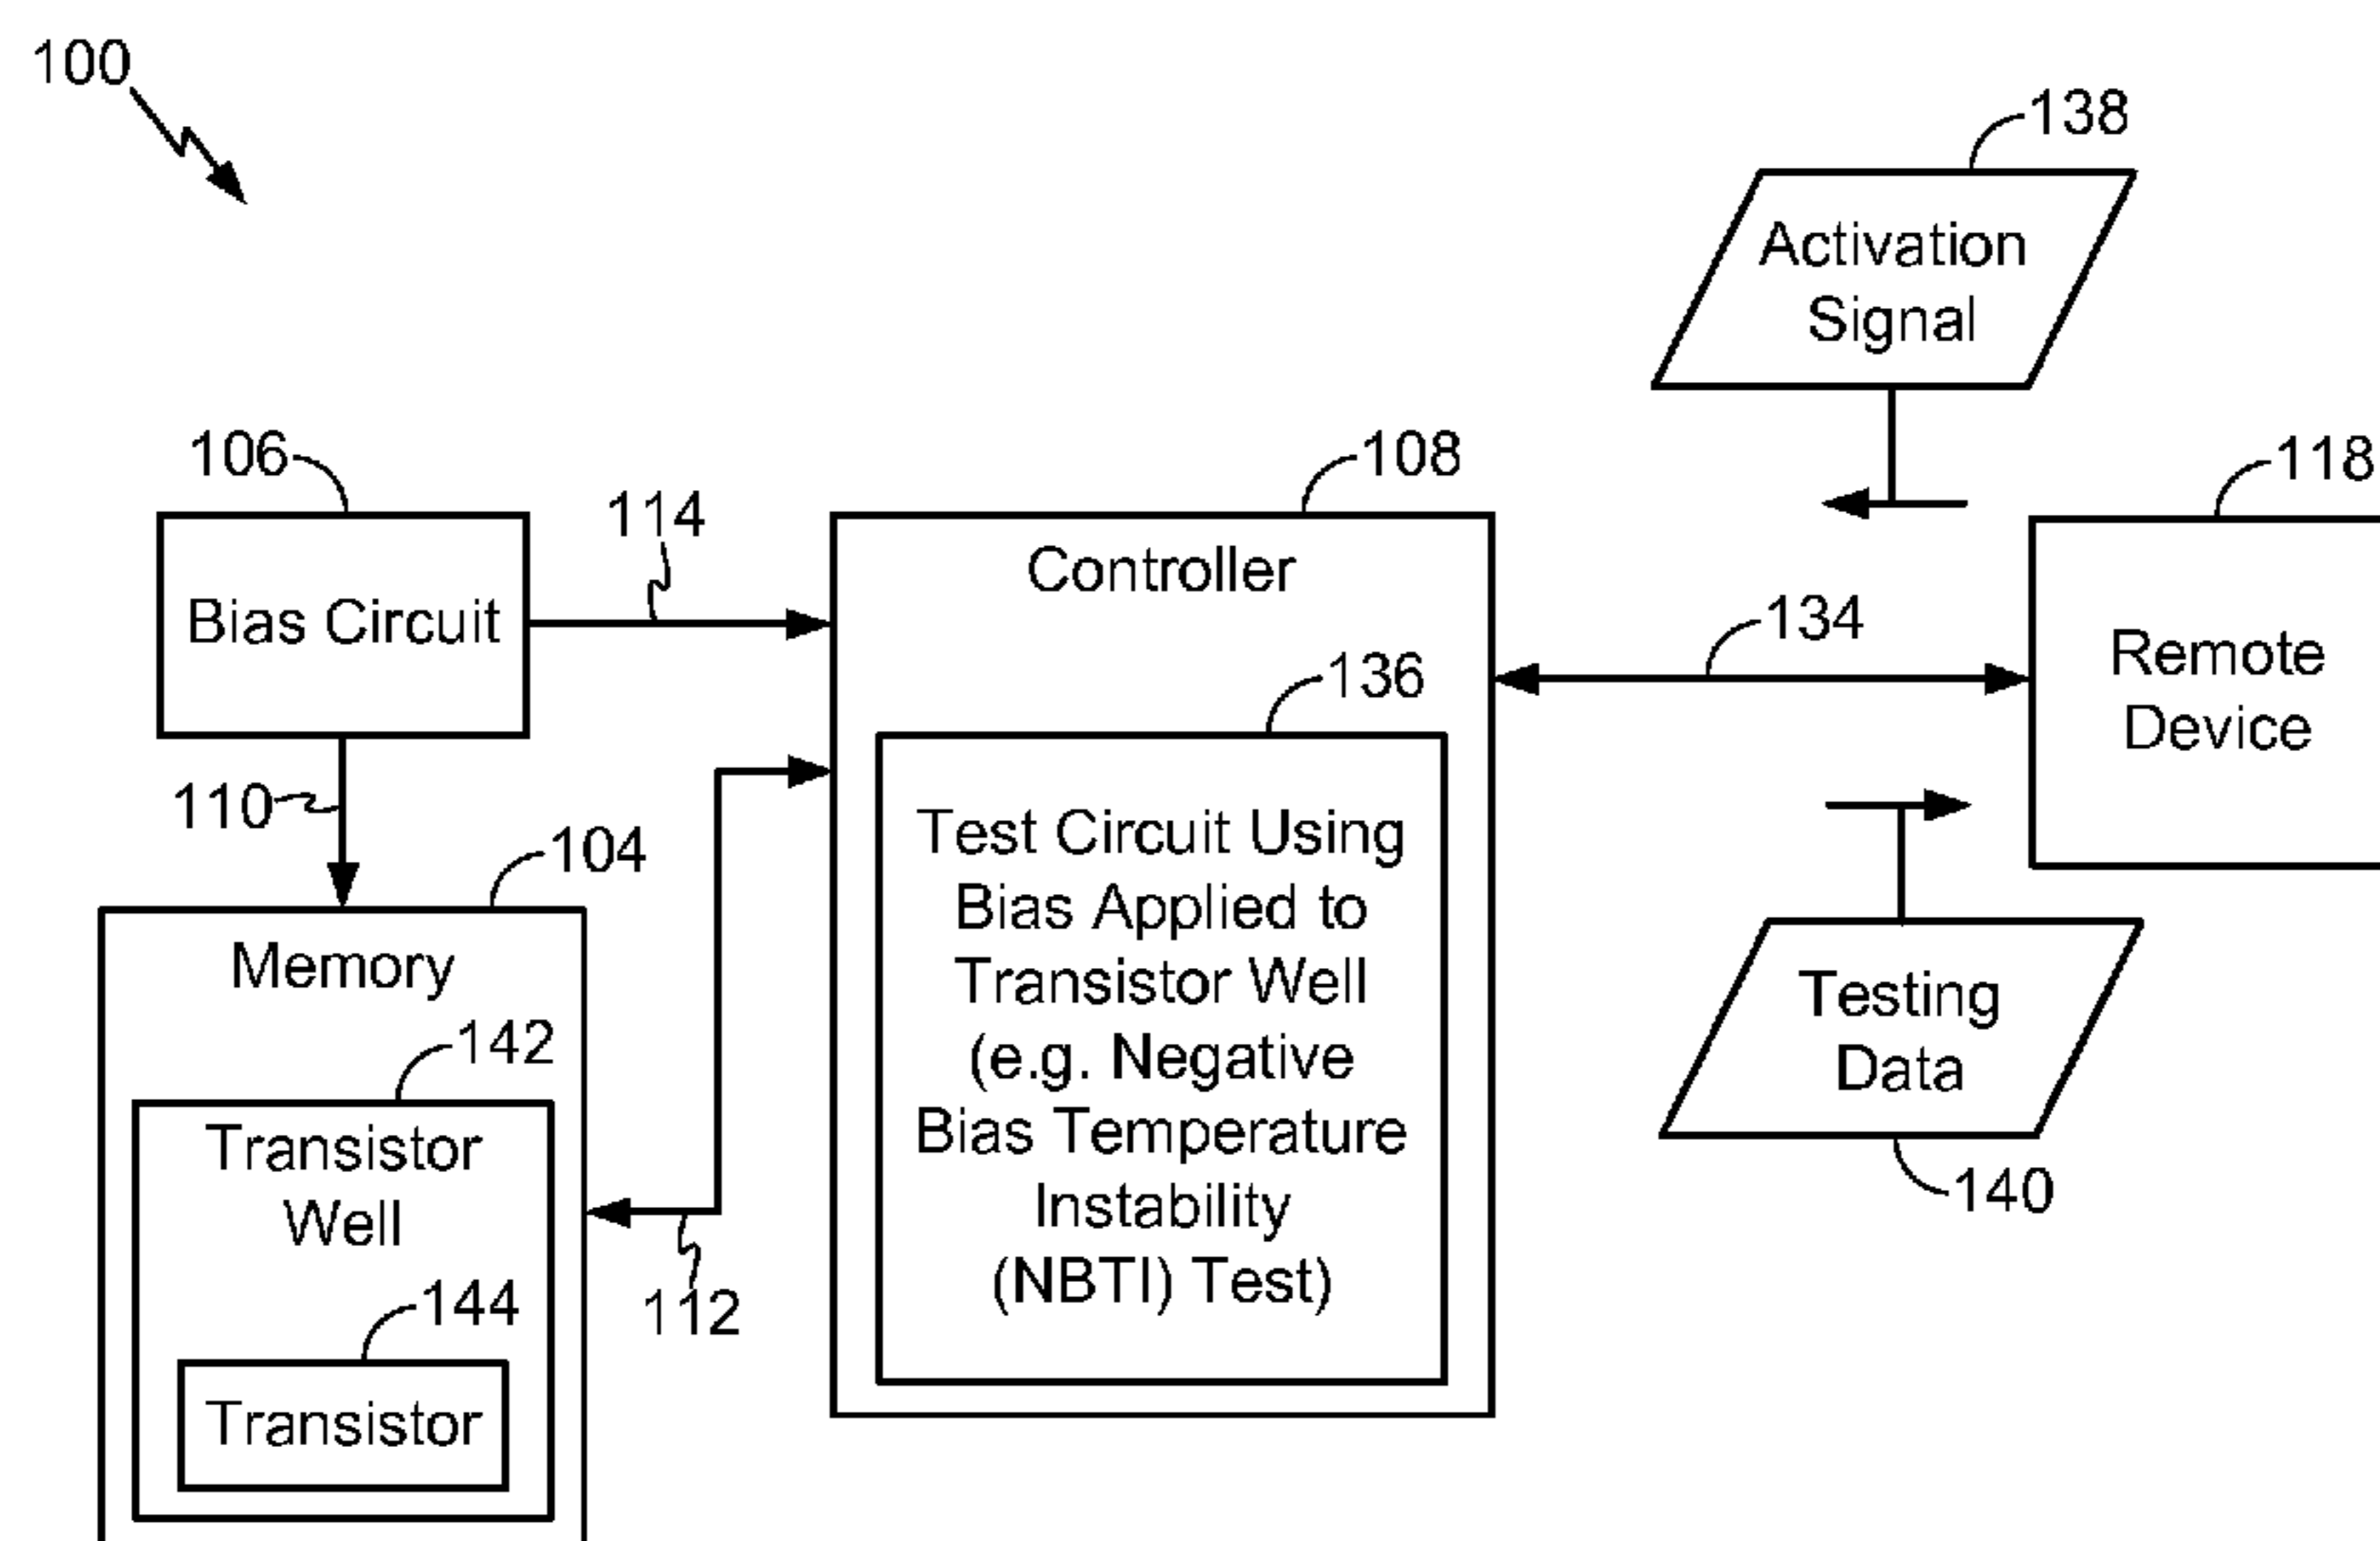 100
138
Activation
Signal
106
114
108
118
Bias Circuit
Controller
134
Remote
Device
136
110
104
Test Circuit Using
Bias Applied to
Transistor Well
(e.g. Negative
Bias Temperature
Instability
(NBTI) Test)
Memory
142
Transistor
Well
144
Transistor
112
Testing
Data
140